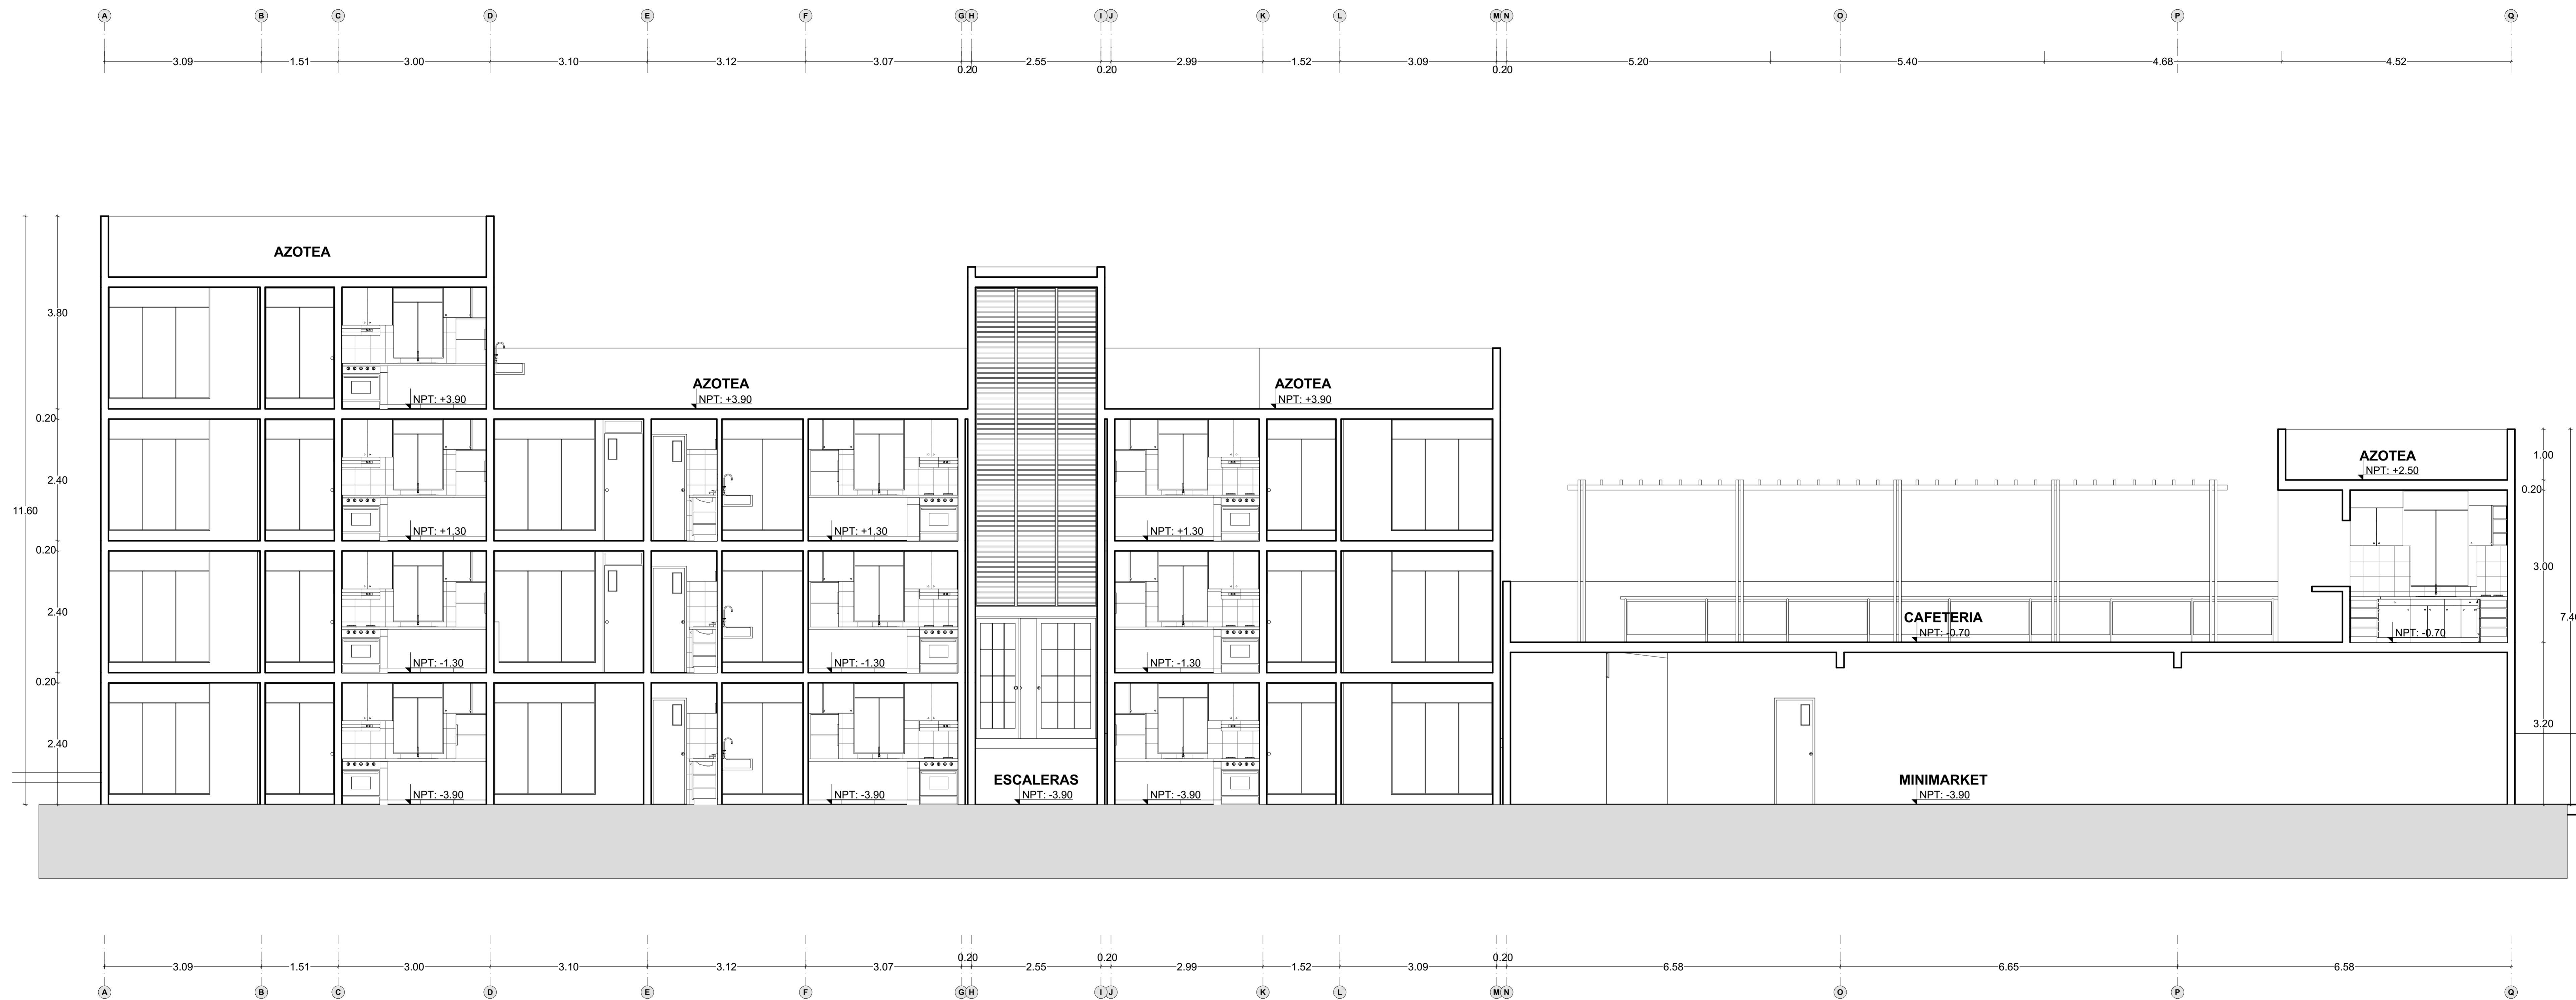 A B C D E F G H I J K L M N O P Q
3.09 1.51 3.00 3.10 3.12 3.07 0.20 2.55 0.20 2.99 1.52 3.09 0.20 5.20 5.40 4.68 4.52
AZOTEA
3.80
AZOTEA
AZOTEA
NPT: +3.90
NPT: +3.90
NPT: +3.90
0.20
AZOTEA
1.00
NPT: +2.50
2.40
0.20
11.60
NPT: +1.30
NPT: +1.30
NPT: +1.30
0.20
3.00
2.40
CAFETERIA
7.40
NPT: -0.70
NPT: -0.70
NPT: -1.30
NPT: -1.30
NPT: -1.30
0.20
3.20
2.40
ESCALERAS
MINIMARKET
NPT: -3.90
NPT: -3.90
NPT: -3.90
NPT: -3.90
NPT: -3.90
3.09 1.51 3.00 3.10 3.12 3.07 0.20 2.55 0.20 2.99 1.52 3.09 0.20 6.58 6.65 6.58
A B C D E F G H I J K L M N O P Q